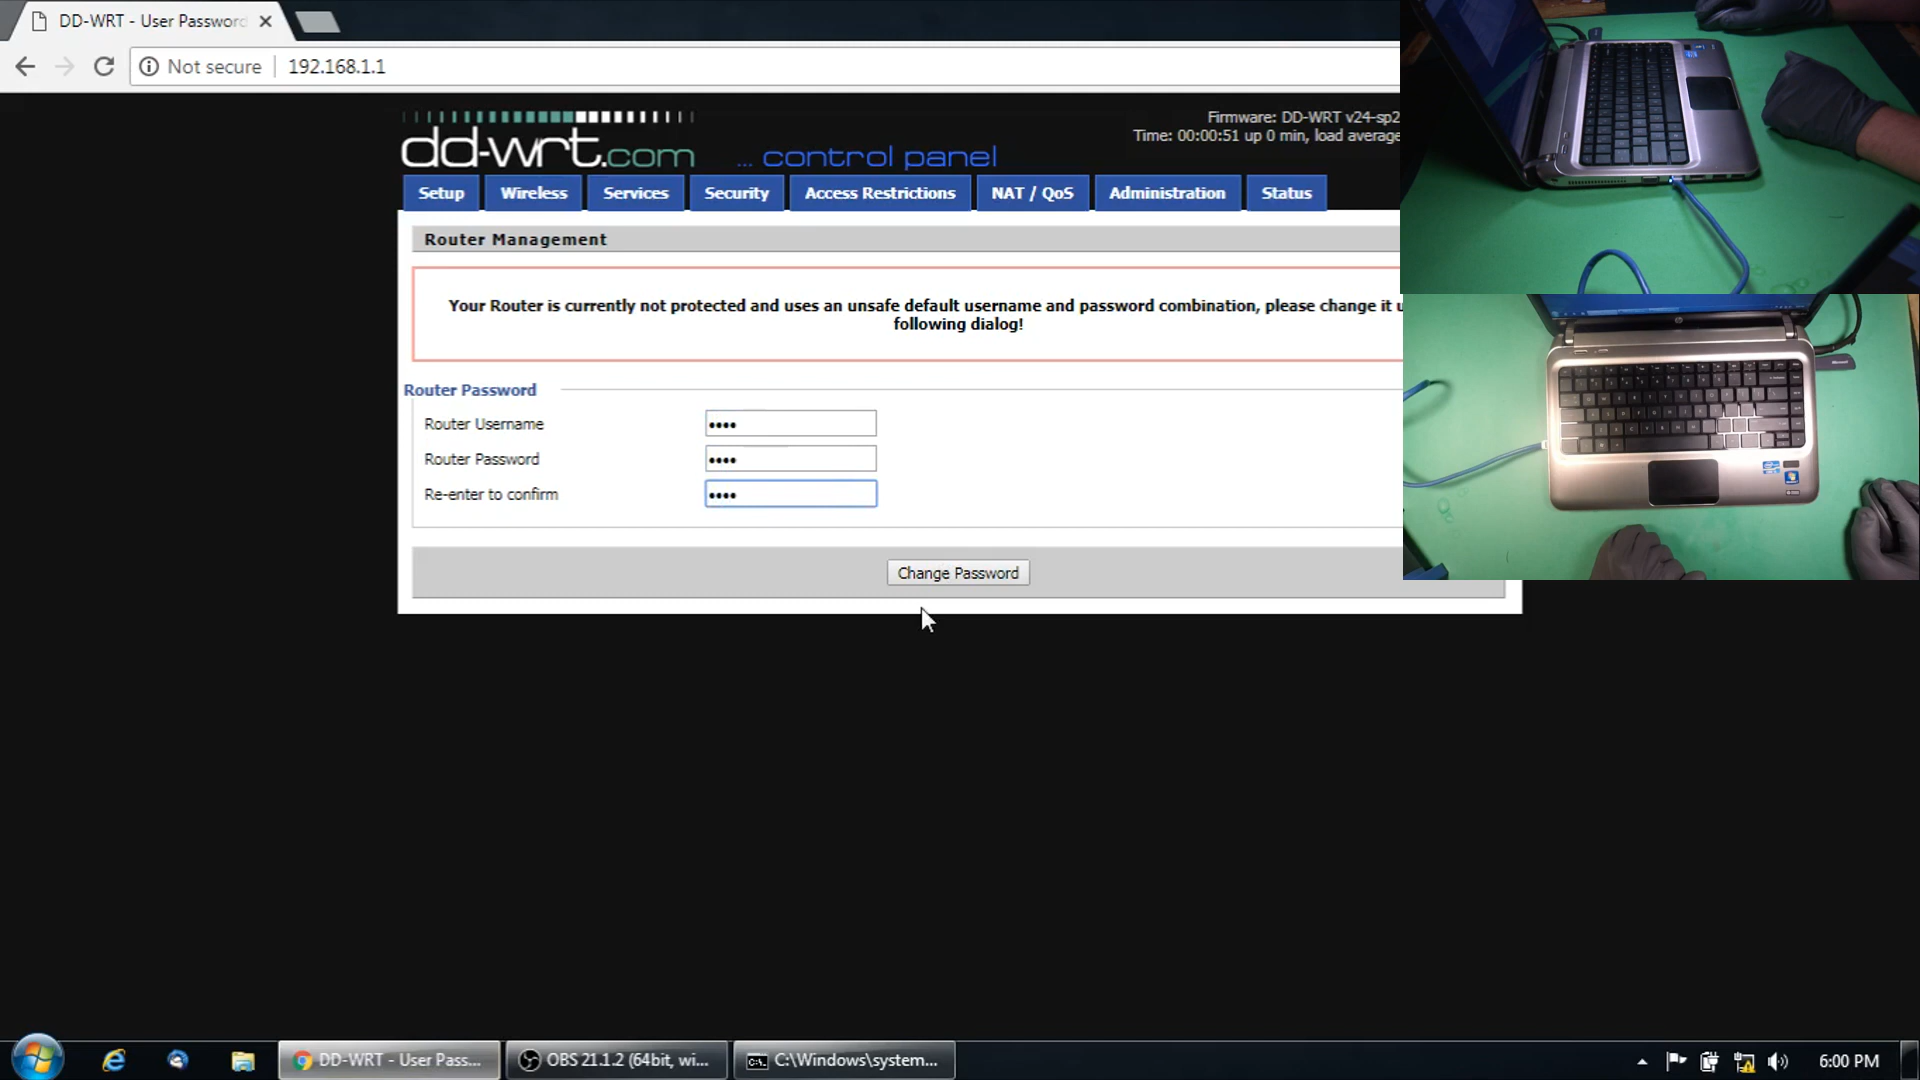 DD-WRT - User Password
Not secure
192.168.1.1
dd-wrt.com
... control panel
Firmware: DD-WRT v24-sp2
Time: 00:00:51 up 0 min, load average
Setup
Wireless
Services
Security
Access Restrictions
NAT / QoS
Administration
Status
Router Management
Your Router is currently not protected and uses an unsafe default username and password combination, please change it u
following dialog!
Router Password
Router Username
••••
Router Password
••••
Re-enter to confirm
••••
Change Password
DD-WRT - User Pass...
OBS 21.1.2 (64bit, wi...
C:\Windows\system...
6:00 PM